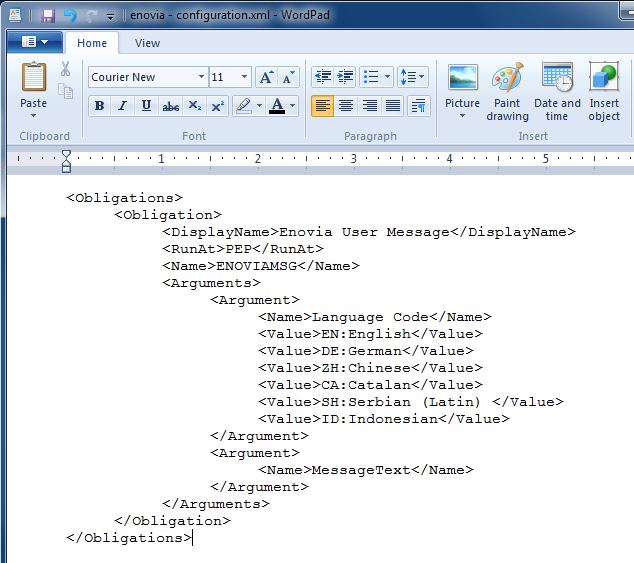 enovia - configuration.xml - WordPad
Home View
Paste
Courier New 11
A A
B I U abc X₂ X² A
Picture Paint drawing Date and time Insert object
Clipboard Font Paragraph Insert
1 2 3 4 5
<Obligations>
<Obligation>
<DisplayName>Enovia User Message</DisplayName>
<RunAt>PEP</RunAt>
<Name>ENOVIAMSG</Name>
<Arguments>
<Argument>
<Name>Language Code</Name>
<Value>EN:English</Value>
<Value>DE:German</Value>
<Value>ZH:Chinese</Value>
<Value>CA:Catalan</Value>
<Value>SH:Serbian (Latin) </Value>
<Value>ID:Indonesian</Value>
</Argument>
<Argument>
<Name>MessageText</Name>
</Argument>
</Arguments>
</Obligation>
</Obligations>